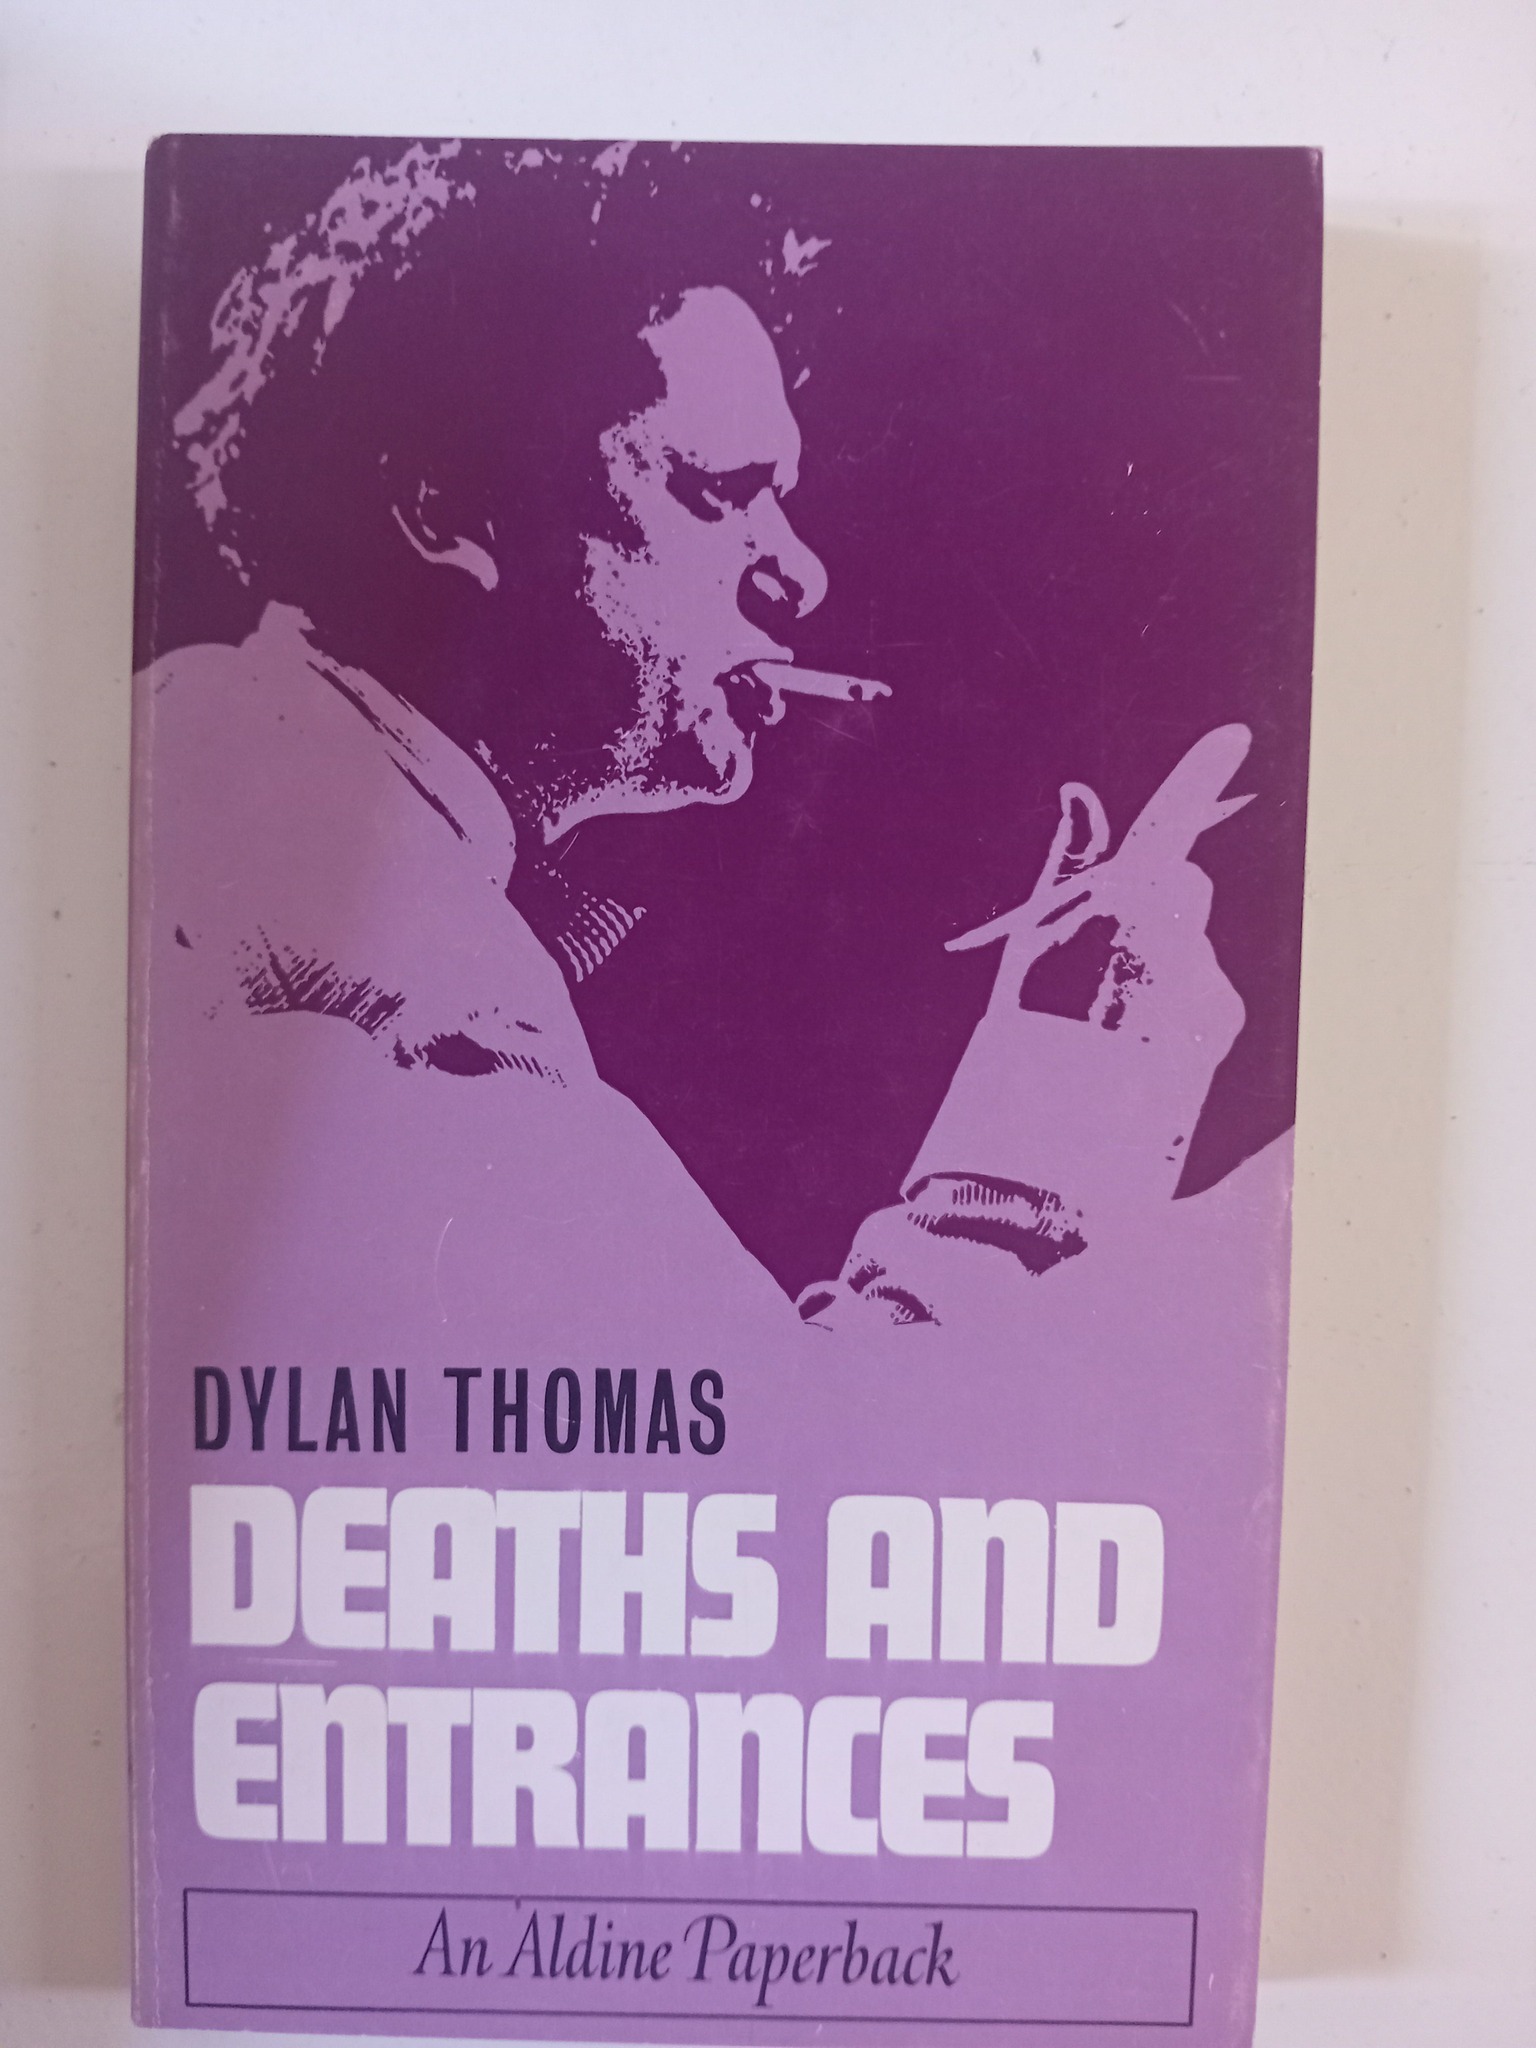 DYLAN THOMAS
DEATHS AND
ENTRANCES
An Aldine Paperback